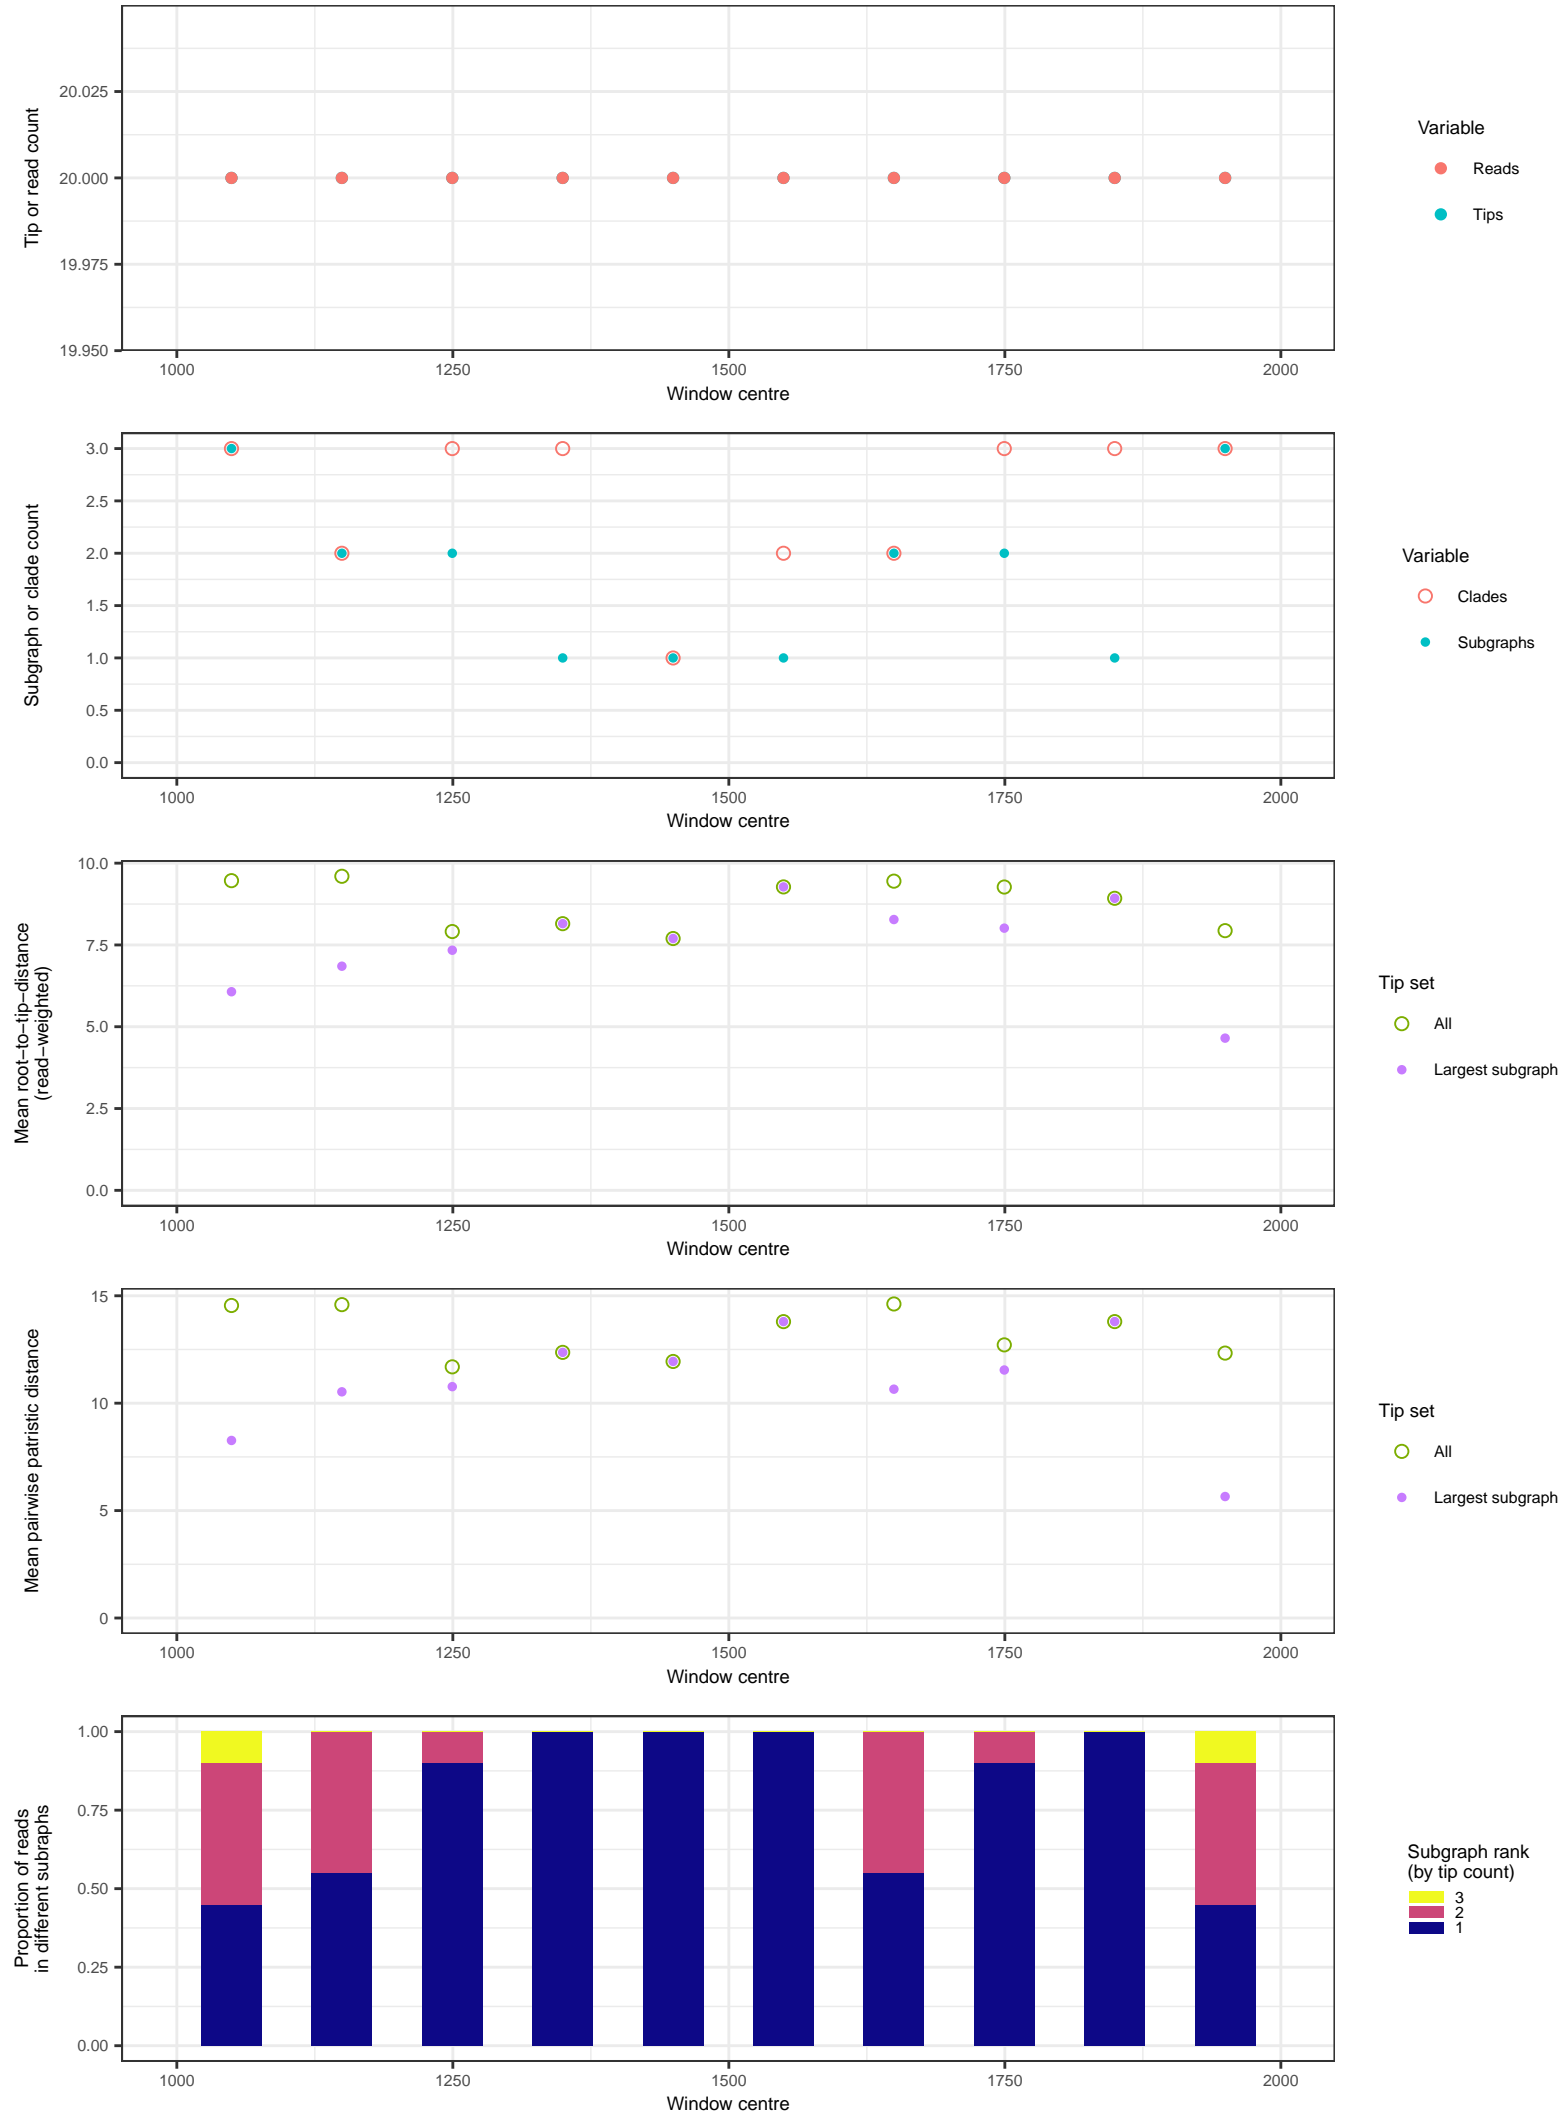 20.025
20.000
19.975
19.950
Tip or read count
1000 1250 1500 1750 2000
Window centre
Variable
Reads
Tips
3.0
2.5
2.0
1.5
1.0
0.5
0.0
Subgraph or clade count
1000 1250 1500 1750 2000
Window centre
Variable
Clades
Subgraphs
10.0
7.5
5.0
2.5
0.0
Mean root−to−tip−distance
(read−weighted)
1000 1250 1500 1750 2000
Window centre
Tip set
All
Largest subgraph
15
10
5
0
Mean pairwise patristic distance
1000 1250 1500 1750 2000
Window centre
Tip set
All
Largest subgraph
1.00
0.75
0.50
0.25
0.00
Proportion of reads
in different subraphs
1000 1250 1500 1750 2000
Window centre
Subgraph rank
(by tip count)
3
2
1